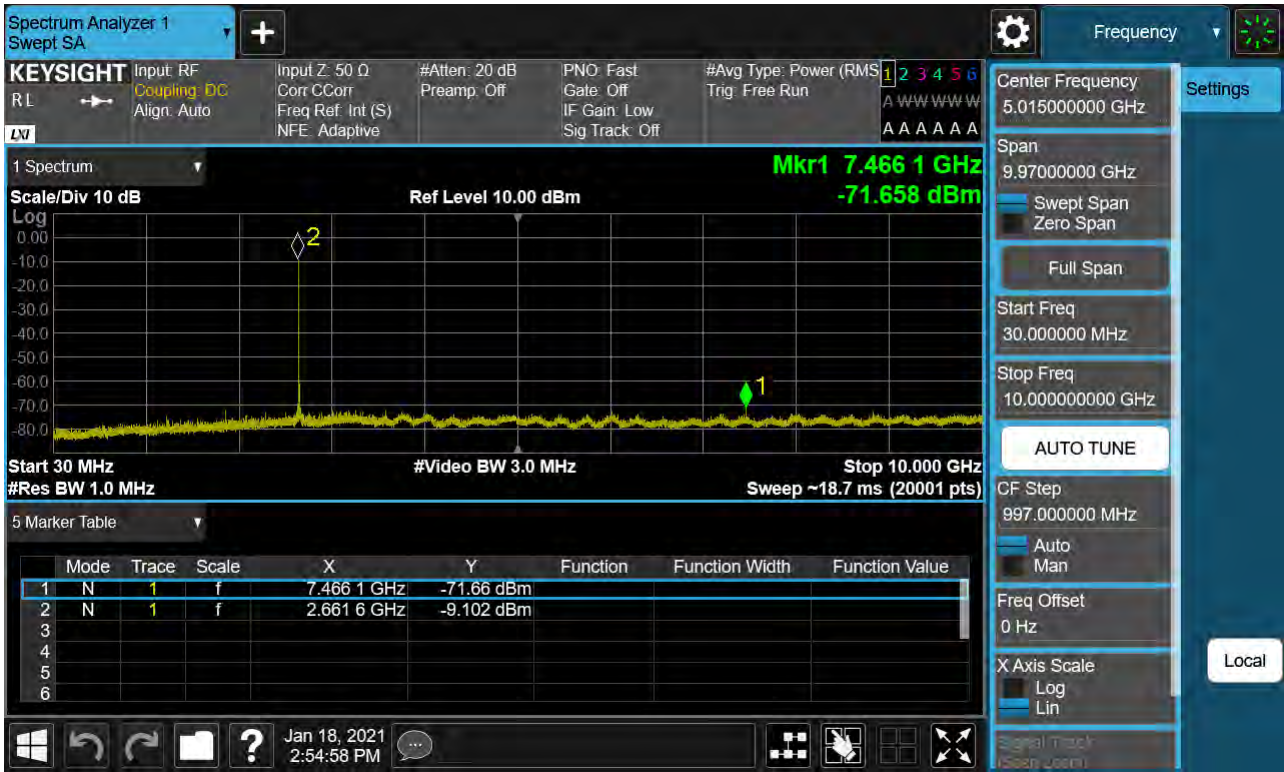 Spectrum Analyzer 1
Swept SA
Frequency
KEYSIGHT
RL
LXI
Input: RF
Coupling: DC
Align: Auto
Input Z: 50 Ω
Corr CCorr
Freq Ref: Int (S)
NFE: Adaptive
#Atten: 20 dB
Preamp: Off
PNO: Fast
Gate: Off
IF Gain: Low
Sig Track: Off
#Avg Type: Power (RMS
Trig: Free Run
1 2 3 4 5 6
A W W W W W
A A A A A A
1 Spectrum
Mkr1 7.466 1 GHz
Scale/Div 10 dB
Ref Level 10.00 dBm
-71.658 dBm
Log
0.00
-10.0
-20.0
-30.0
-40.0
-50.0
-60.0
-70.0
-80.0
2
1
Start 30 MHz
#Video BW 3.0 MHz
Stop 10.000 GHz
#Res BW 1.0 MHz
Sweep ~18.7 ms (20001 pts)
5 Marker Table
Mode Trace Scale X Y Function Function Width Function Value
1 N 1 f 7.466 1 GHz -71.66 dBm
2 N 1 f 2.661 6 GHz -9.102 dBm
3
4
5
6
?
Jan 18, 2021
2:54:58 PM
Center Frequency
5.015000000 GHz
Settings
Span
9.97000000 GHz
Swept Span
Zero Span
Full Span
Start Freq
30.000000 MHz
Stop Freq
10.000000000 GHz
AUTO TUNE
CF Step
997.000000 MHz
Auto
Man
Freq Offset
0 Hz
X Axis Scale
Log
Lin
Signal Track
(Span Zoom)
Local